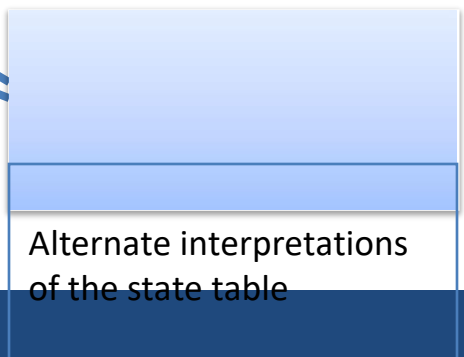 Alternate interpretations
of the state table